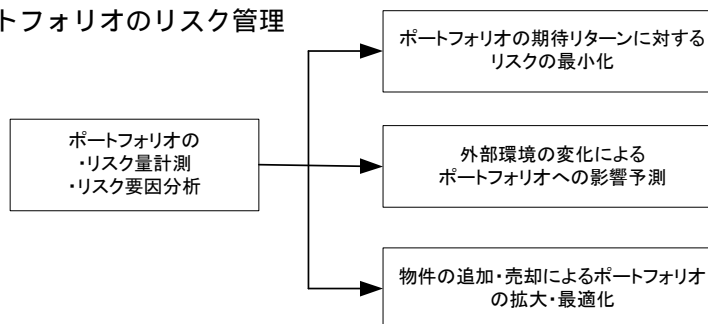 トフォリオのリスク管理
ポートフォリオの期待リターンに対する
リスクの最小化
ポートフォリオの
・リスク量計測
・リスク要因分析
外部環境の変化による
ポートフォリオへの影響予測
物件の追加・売却によるポートフォリオ
の拡大・最適化